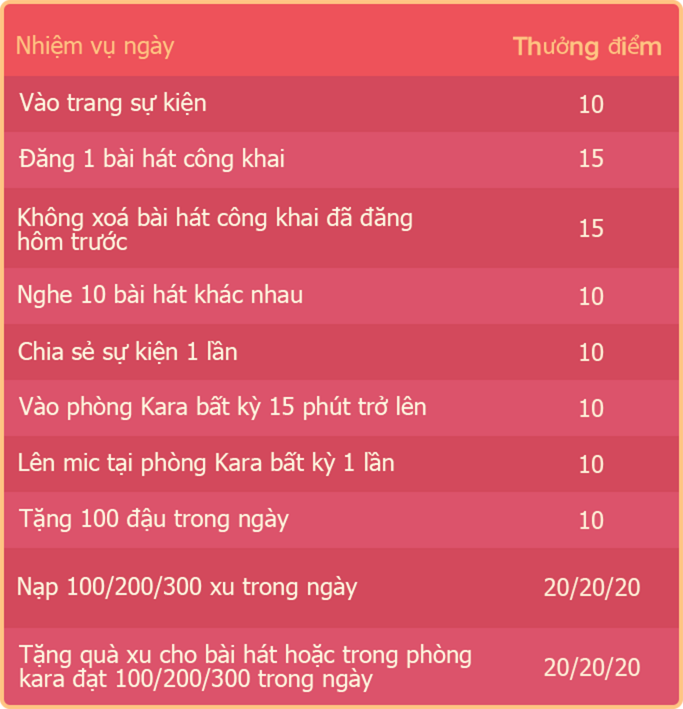 Nhiệm vụ ngày Thưởng điểm
Vào trang sự kiện 10
Đăng 1 bài hát công khai 15
Không xoá bài hát công khai đã đăng
hôm trước 15
Nghe 10 bài hát khác nhau 10
Chia sẻ sự kiện 1 lần 10
Vào phòng Kara bất kỳ 15 phút trở lên 10
Lên mic tại phòng Kara bất kỳ 1 lần 10
Tặng 100 đậu trong ngày 10
Nạp 100/200/300 xu trong ngày 20/20/20
Tặng quà xu cho bài hát hoặc trong phòng
kara đạt 100/200/300 trong ngày 20/20/20